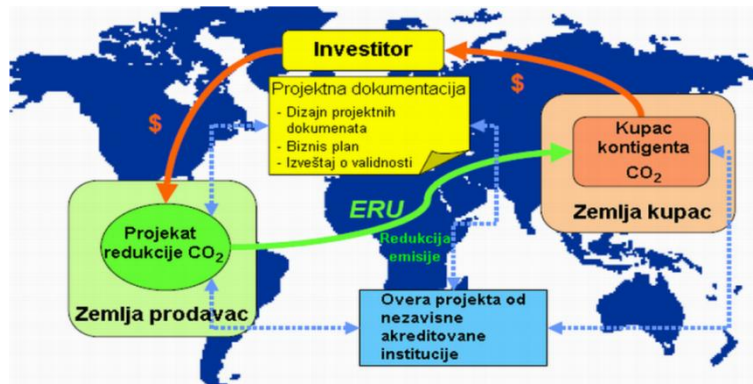 Investitor
$
$
Projektna dokumentacija
- Dizajn projektnih
dokumenata
- Biznis plan
- Izveštaj o validnosti
Kupac
kontigenta
CO₂
Zemlja kupac
ERU
Redukcija
emisije
Projekat
redukcije CO₂
Zemlja prodavac
Overa projekta od
nezavisne
akreditovane
institucije